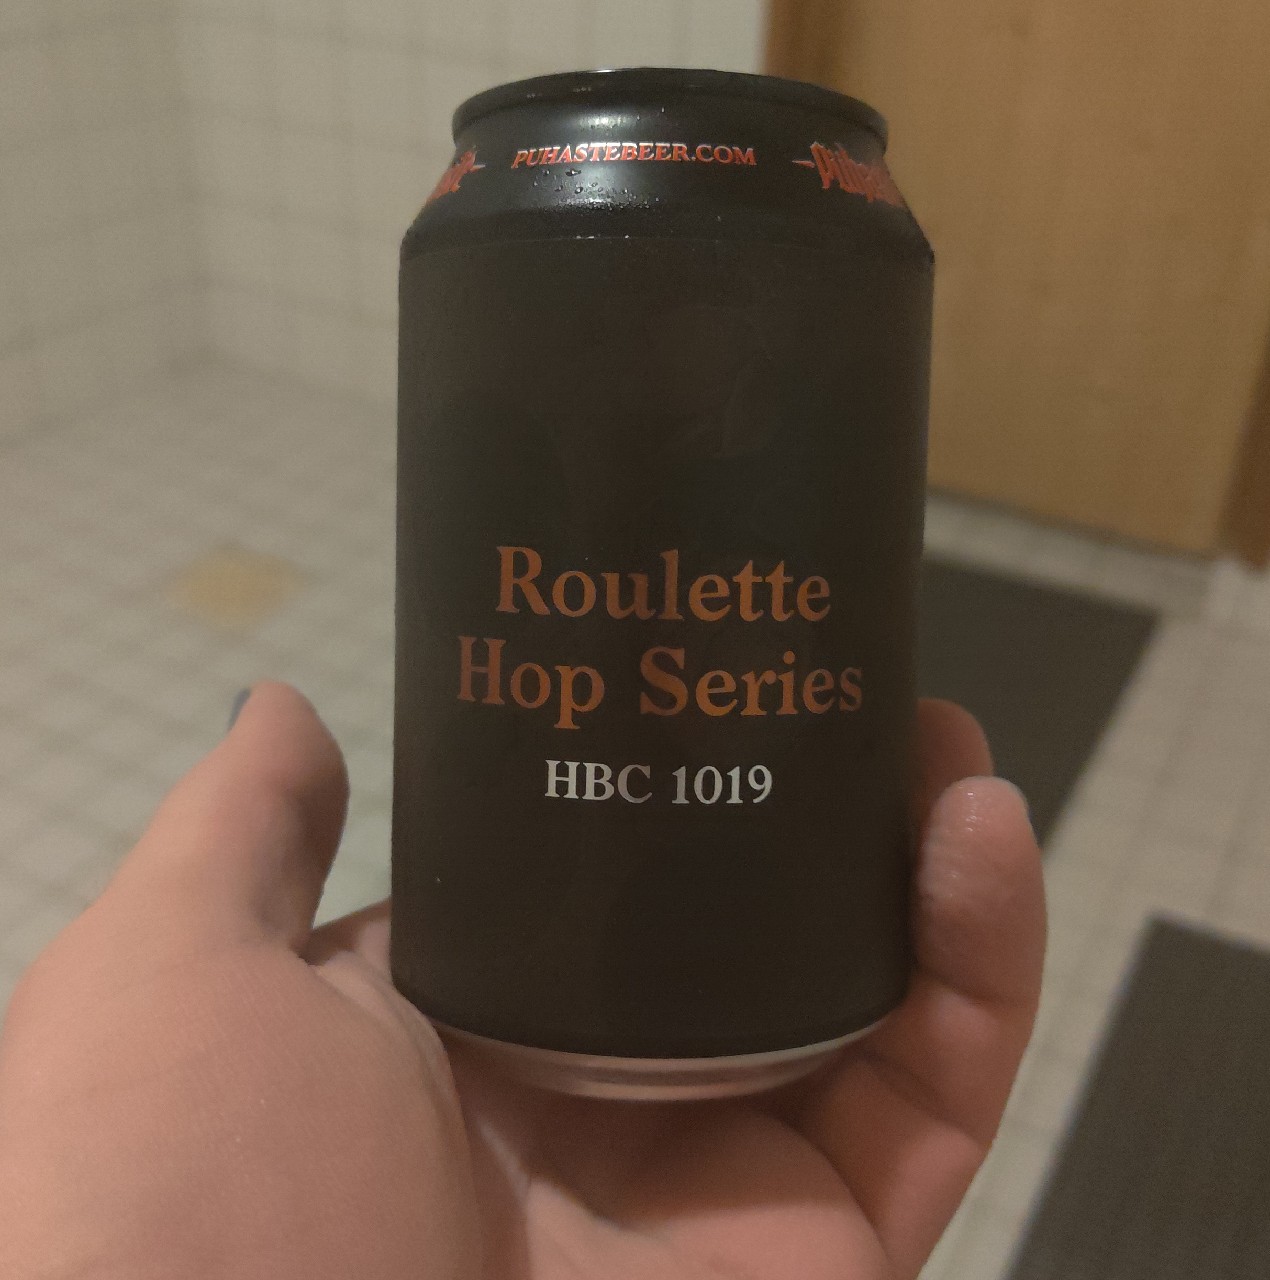 PUHASTEBEER.COM
Roulette
Hop Series
HBC 1019